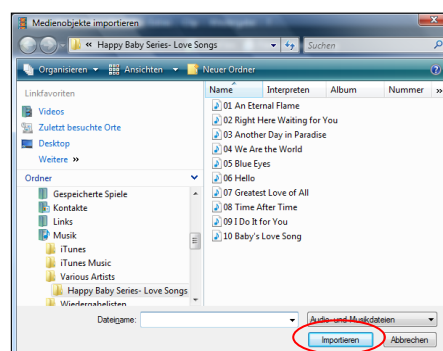 Medienobjekte importieren
« Happy Baby Series- Love Songs
Suchen
Organisieren Ansichten Neuer Ordner
Linkfavoriten
Videos
Zuletzt besuchte Orte
Desktop
Weitere »
Ordner
Gespeicherte Spiele
Kontakte
Links
Musik
iTunes
iTunes Music
Various Artists
Happy Baby Series- Love Songs
Wiedergabelisten
Name Interpreten Album Nummer »
01 An Eternal Flame
02 Right Here Waiting for You
03 Another Day in Paradise
04 We Are the World
05 Blue Eyes
06 Hello
07 Greatest Love of All
08 Time After Time
09 I Do It for You
10 Baby's Love Song
Dateiname:
Audio- und Musikdateien
Importieren Abbrechen